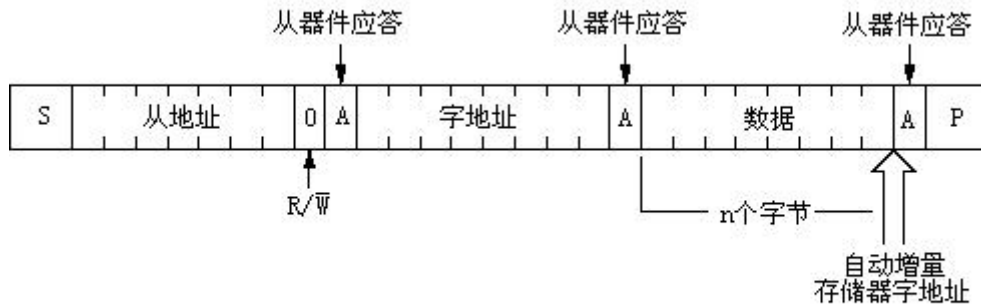 从器件应答 从器件应答 从器件应答
S 从地址 0 A 字地址 A 数据 A P
R/W̅
n个字节
自动增量
存储器字地址